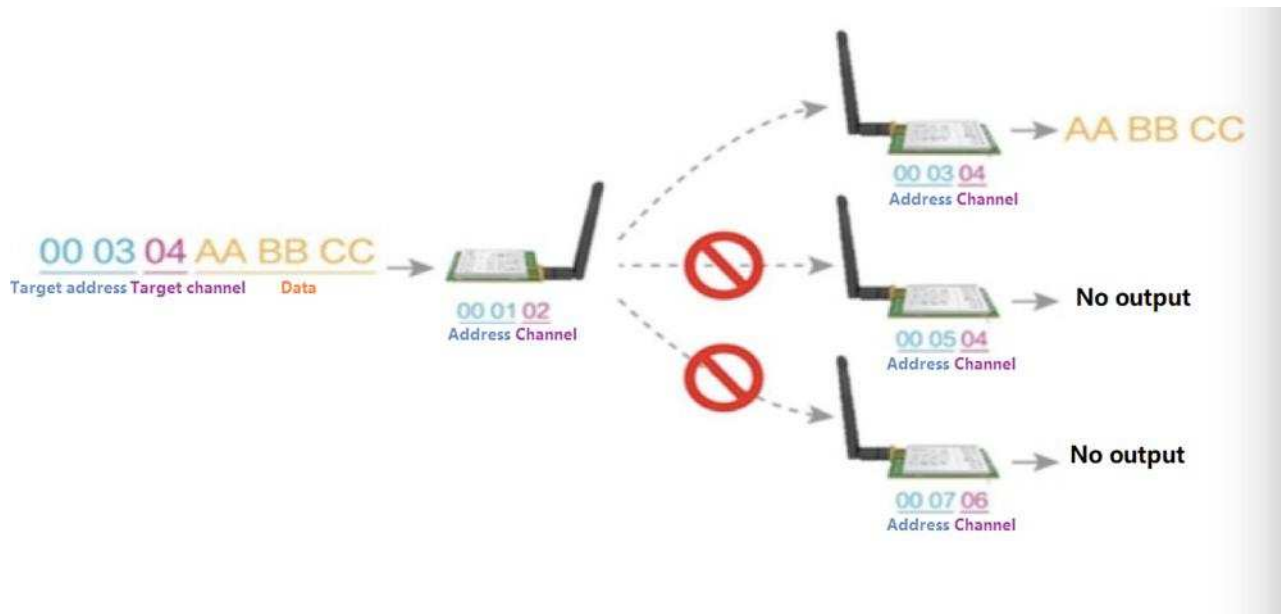 00 03 04 AA BB CC
Target address Target channel Data
00 01 02
Address Channel
AA BB CC
00 03 04
Address Channel
No output
00 05 04
Address Channel
No output
00 07 06
Address Channel